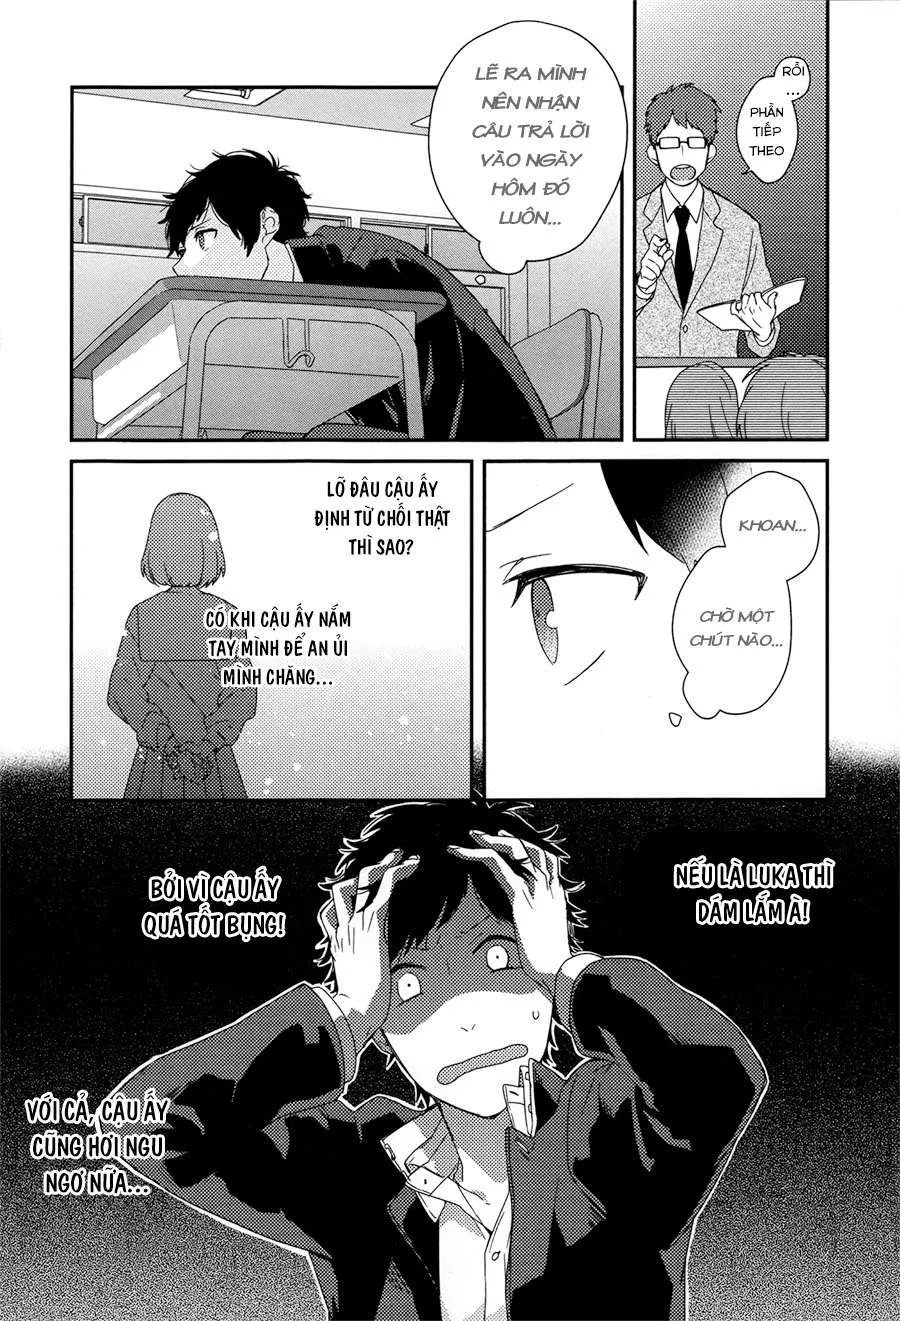 RỒI
...
PHẦN
TIẾP
THEO
LẼ RA MÌNH
NÊN NHẬN
CÂU TRẢ LỜI
VÀO NGÀY
HÔM ĐÓ
LUÔN...
KHOAN...
CHỜ MỘT
CHÚT NÀO...
LỠ ĐÂU CẬU ẤY
ĐỊNH TỪ CHỐI THẬT
THÌ SAO?
CÓ KHI CẬU ẤY NẮM
TAY MÌNH ĐỂ AN ỦI
MÌNH CHĂNG...
NẾU LÀ LUKA THÌ
DÁM LẮM À!
BỞI VÌ CẬU ẤY
QUÁ TỐT BỤNG!
VỚI CẢ, CẬU ẤY
CŨNG HƠI NGU
NGƠ NỮA...